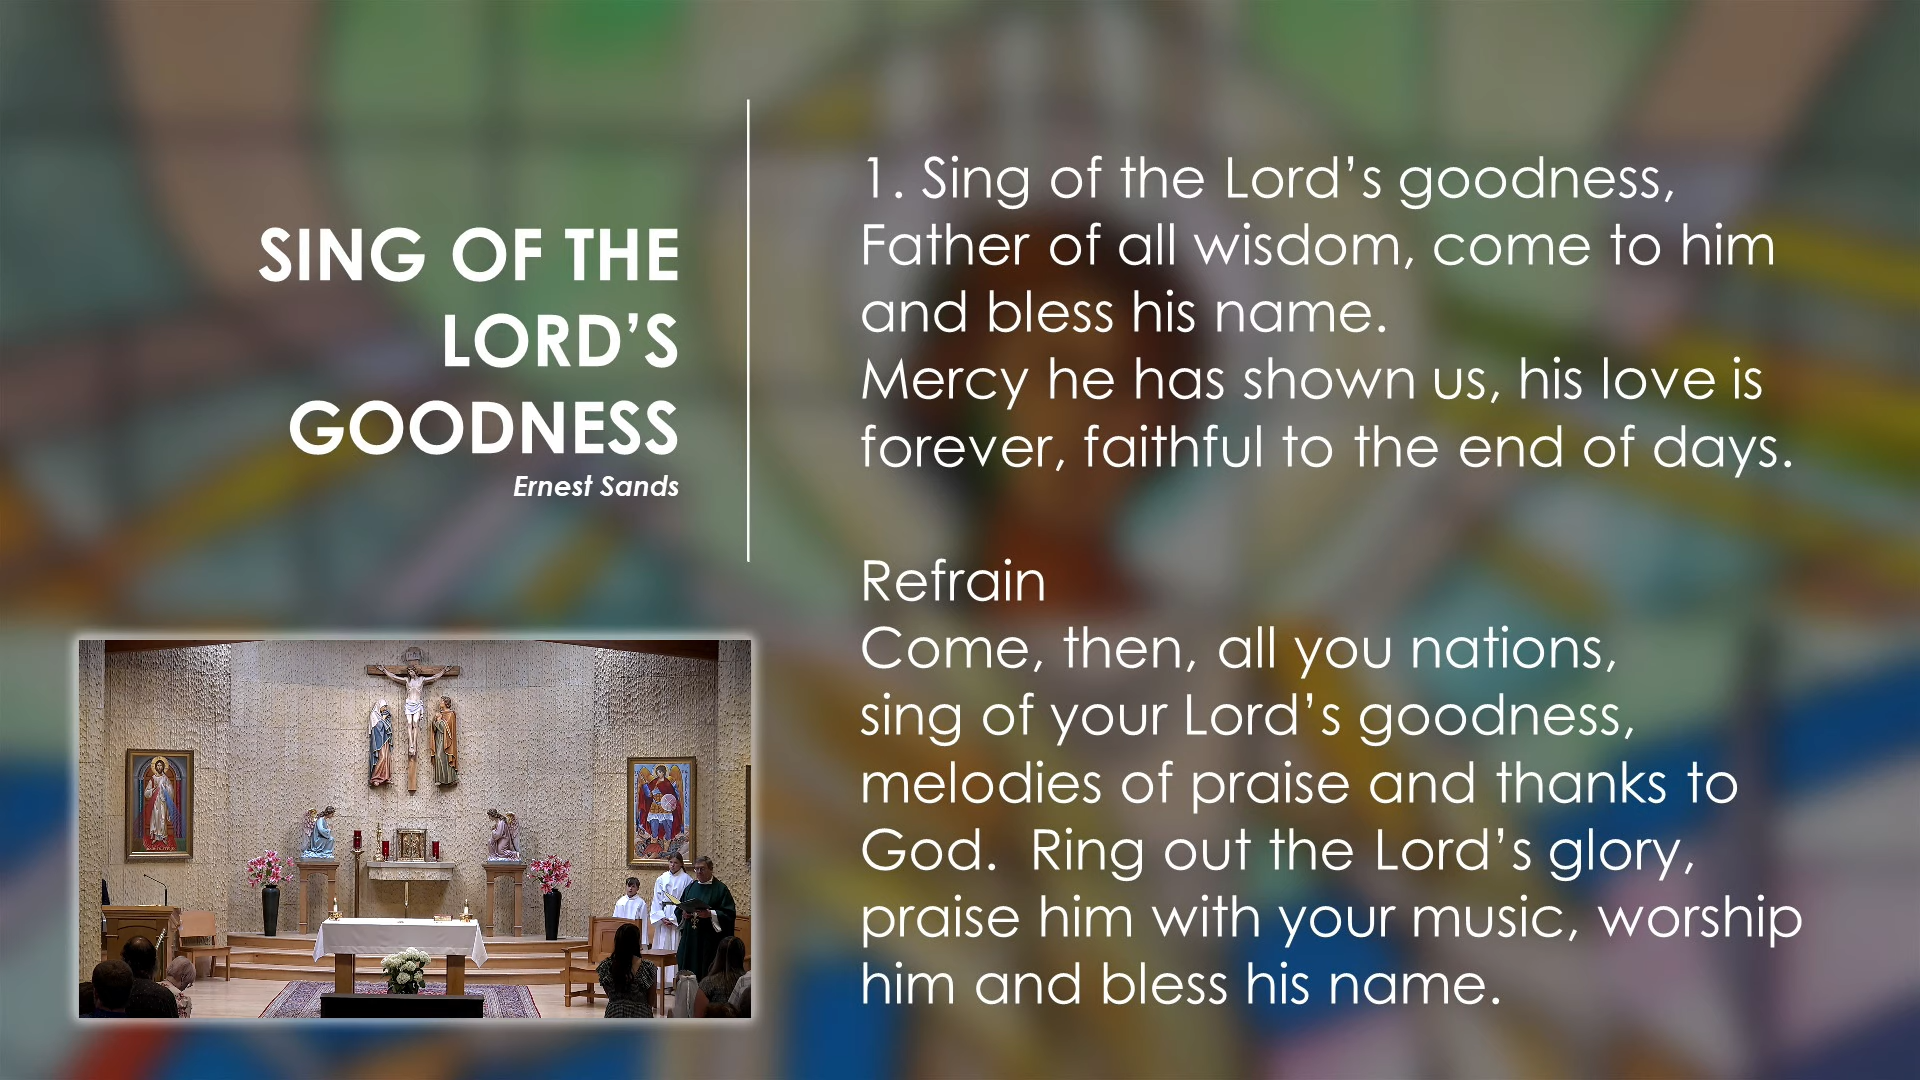 SING OF THE
LORD’S
GOODNESS
Ernest Sands
1. Sing of the Lord’s goodness,
Father of all wisdom, come to him
and bless his name.
Mercy he has shown us, his love is
forever, faithful to the end of days.
Refrain
Come, then, all you nations,
sing of your Lord’s goodness,
melodies of praise and thanks to
God.  Ring out the Lord’s glory,
praise him with your music, worship
him and bless his name.